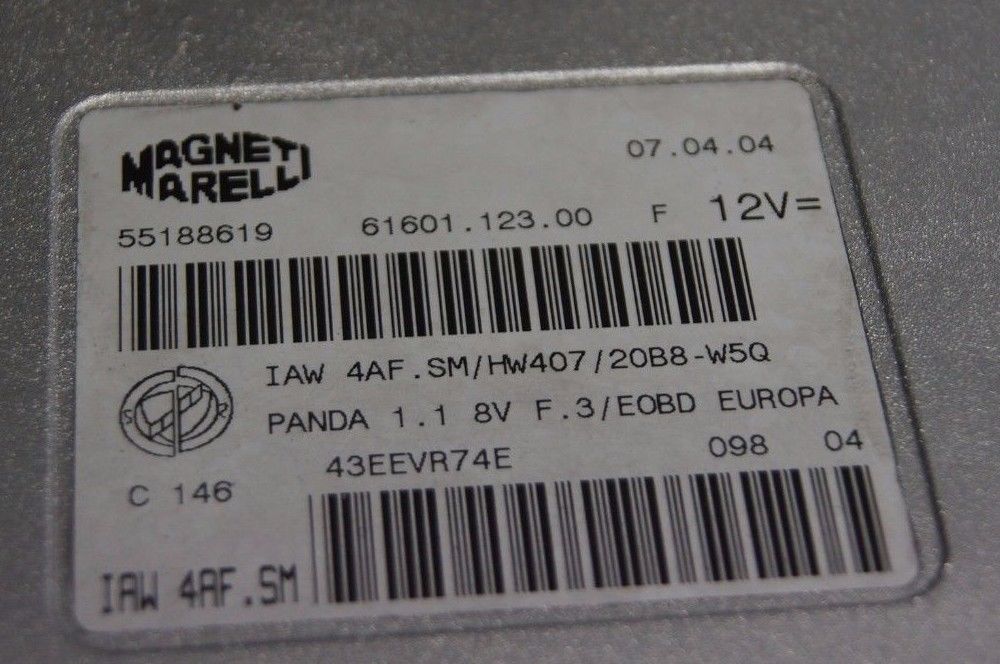 MAGNETI
MARELLI
07.04.04
55188619 61601.123.00 F 12V=
IAW 4AF.SM/HW407/20B8-W5Q
S R
PANDA 1.1 8V F.3/EOBD EUROPA
43EEVR74E 098 04
C 146
IAW 4AF.SM